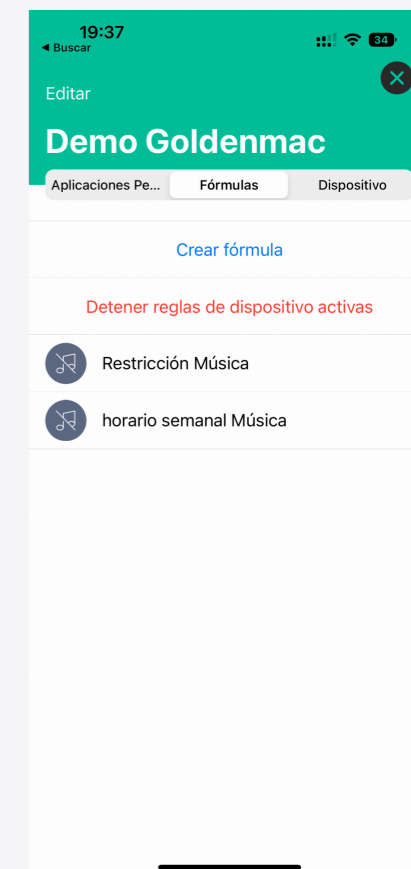 19:37
◀ Buscar
34
Editar
Demo Goldenmac
Aplicaciones Pe... Fórmulas Dispositivo
Crear fórmula
Detener reglas de dispositivo activas
Restricción Música
horario semanal Música